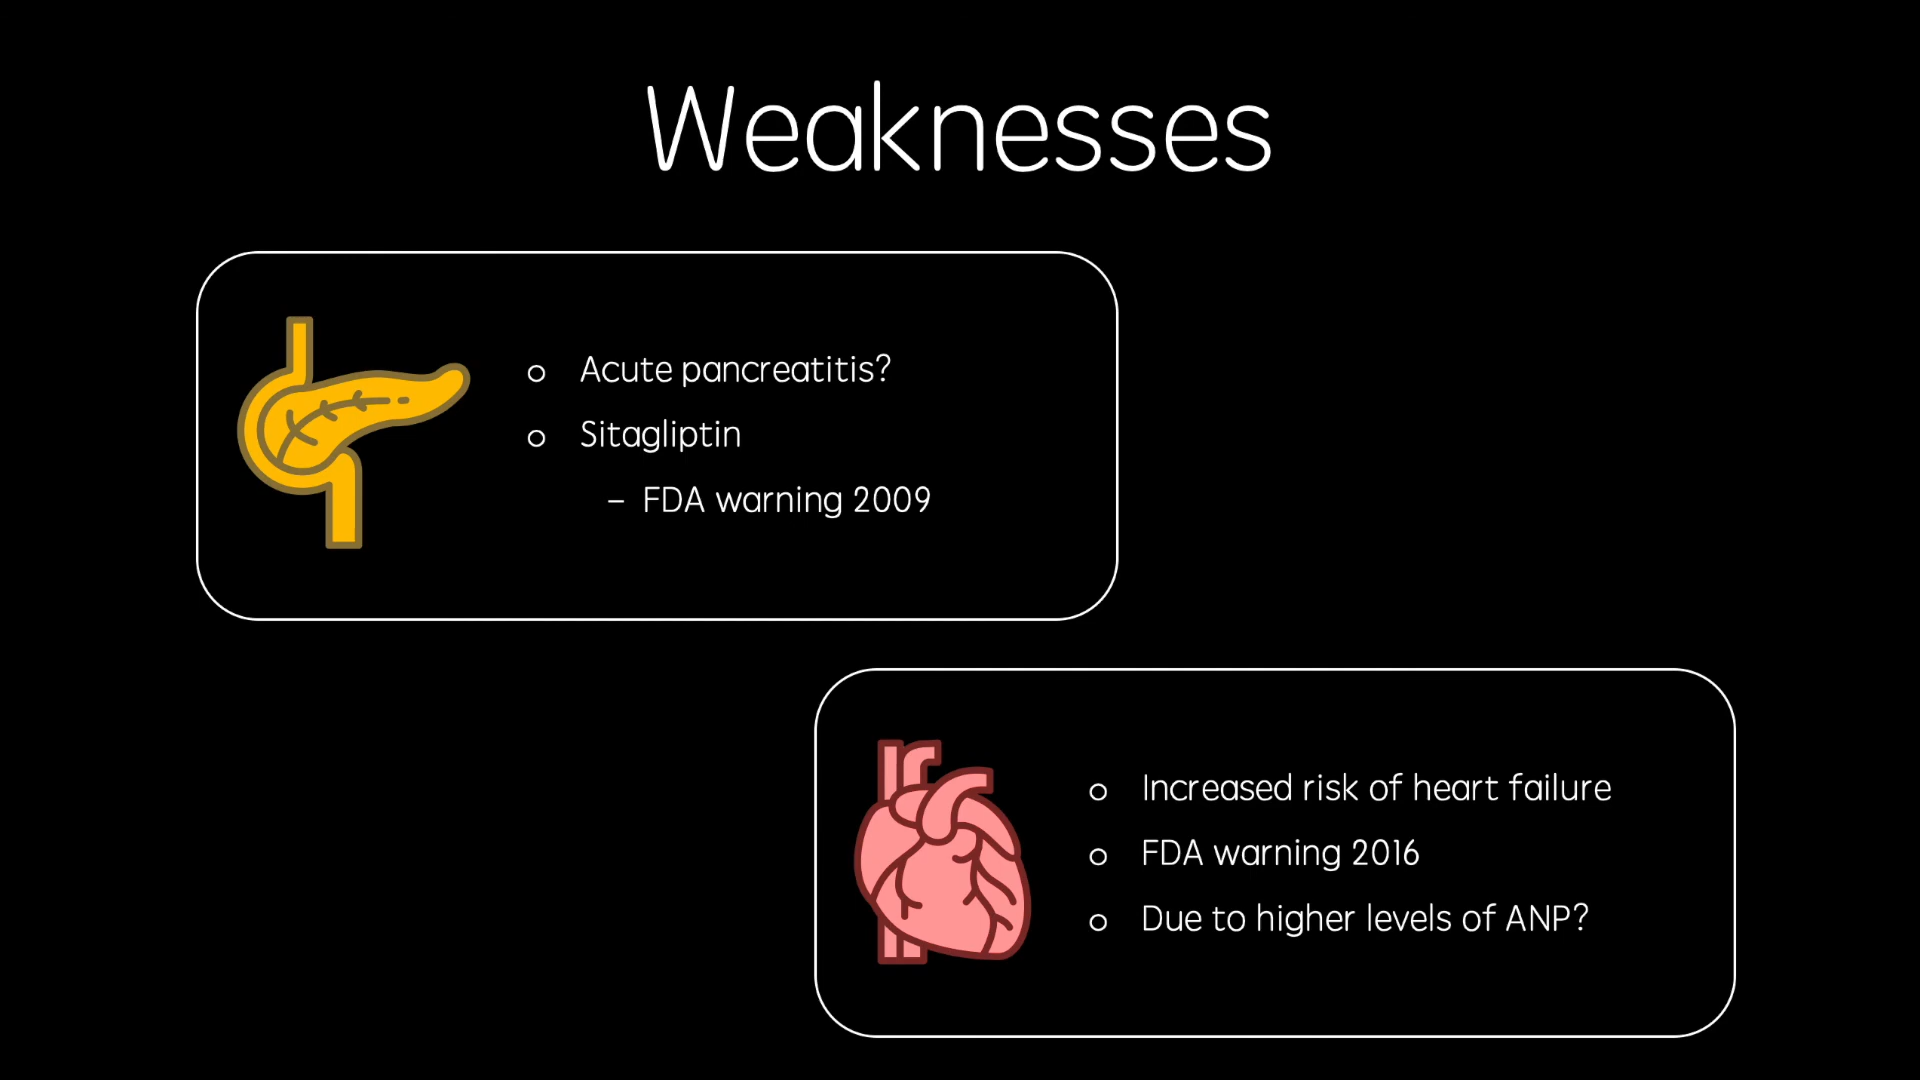 Weaknesses
○ Acute pancreatitis?
○ Sitagliptin
– FDA warning 2009
○ Increased risk of heart failure
○ FDA warning 2016
○ Due to higher levels of ANP?